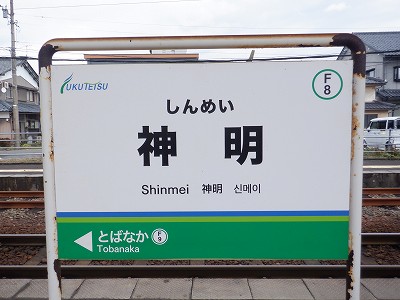 FUKUTETSU
F
8
しんめい
神明
Shinmei 神明 신메이
とばなか F9
Tobanaka